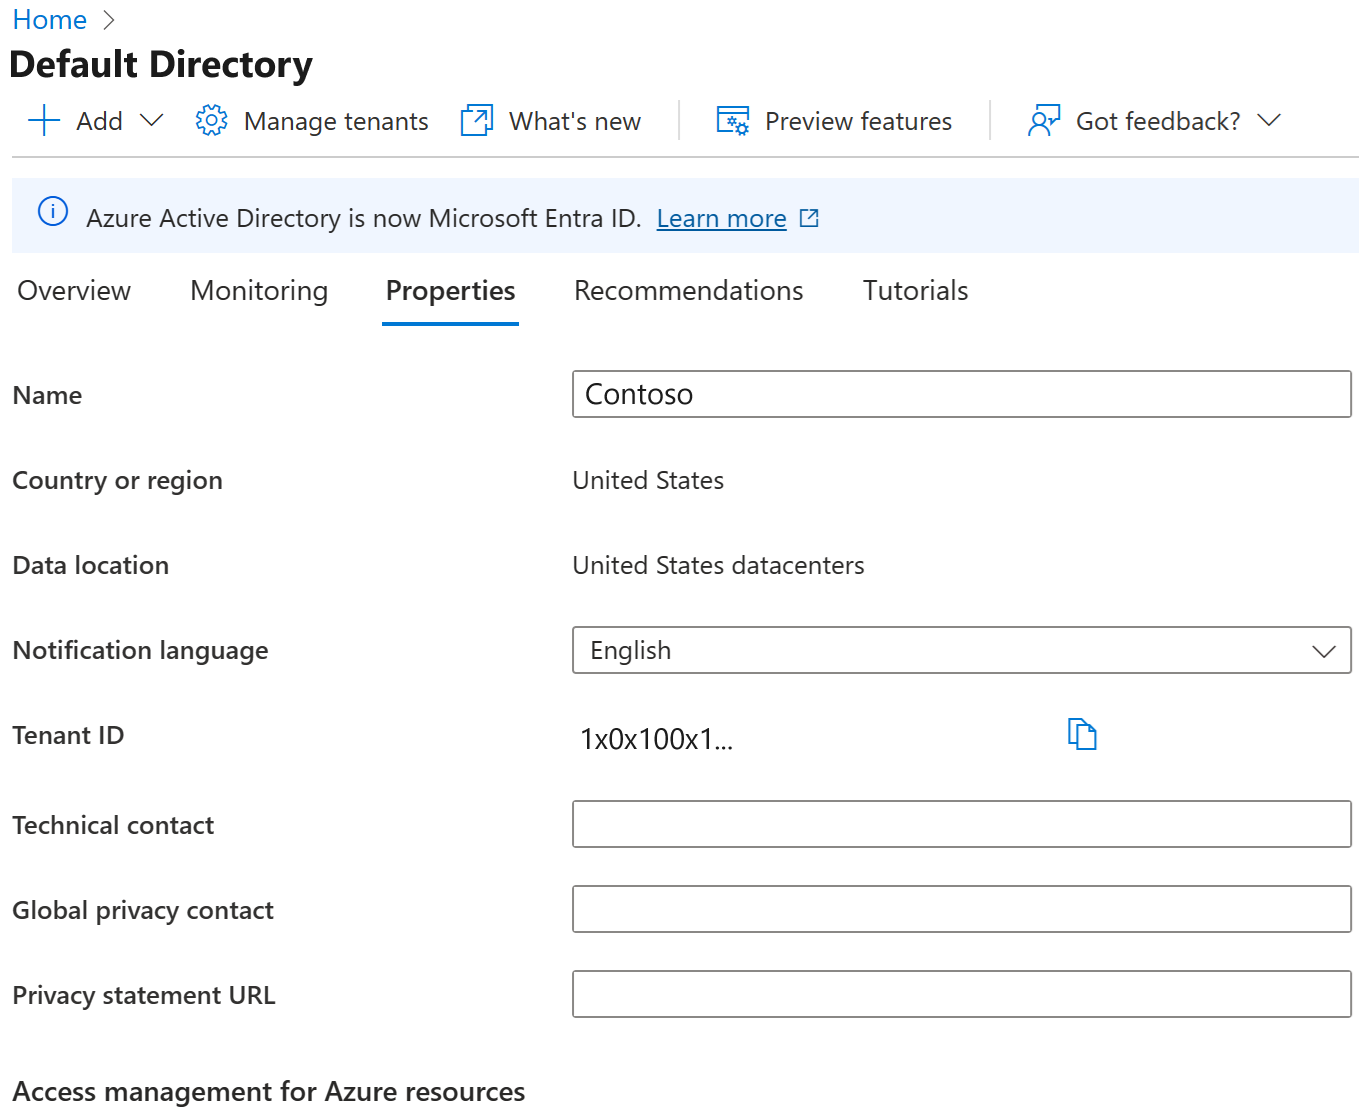 Home
Default Directory
Add Manage tenants What's new Preview features Got feedback?
Azure Active Directory is now Microsoft Entra ID. Learn more
Overview Monitoring Properties Recommendations Tutorials
Name Contoso
Country or region United States
Data location United States datacenters
Notification language English
Tenant ID 1x0x100x1...
Technical contact
Global privacy contact
Privacy statement URL
Access management for Azure resources